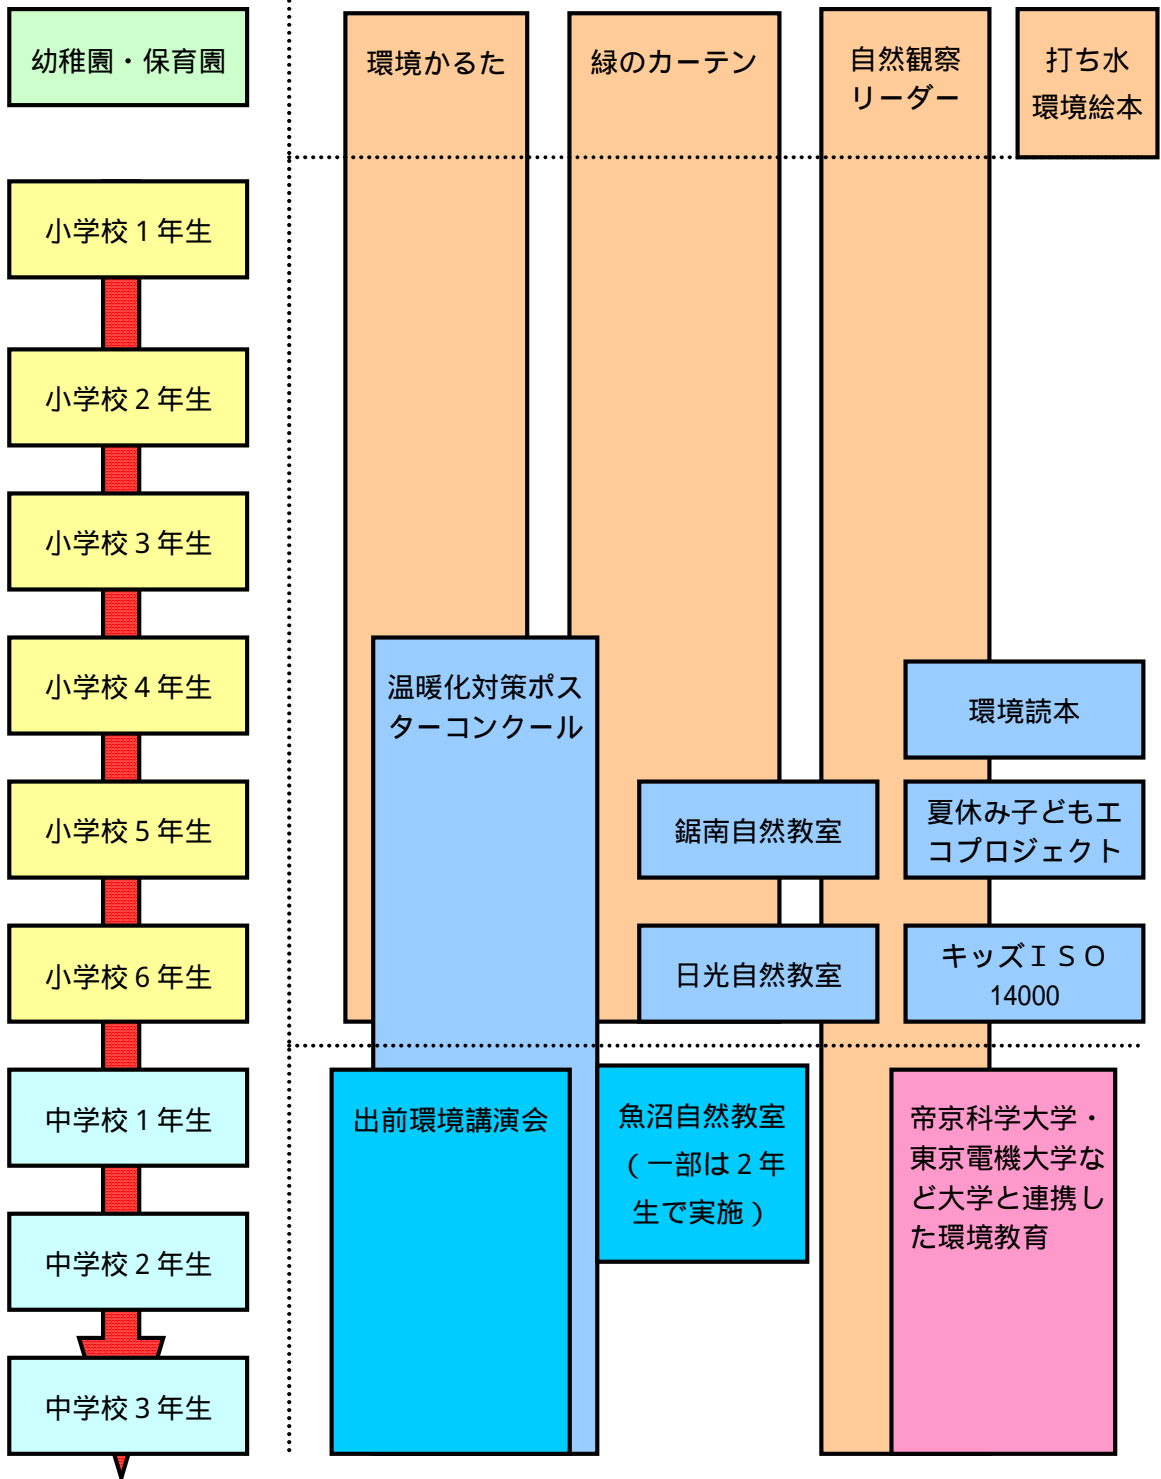 幼稚園・保育園
環境かるた
緑のカーテン
自然観察
リーダー
打ち水
環境絵本
小学校1年生
小学校2年生
小学校3年生
小学校4年生
温暖化対策ポス
ターコンクール
環境読本
小学校5年生
鋸南自然教室
夏休み子どもエ
コプロジェクト
小学校6年生
日光自然教室
キッズISO
14000
中学校1年生
出前環境講演会
魚沼自然教室
(一部は2年
生で実施)
帝京科学大学・
東京電機大学な
ど大学と連携し
た環境教育
中学校2年生
中学校3年生